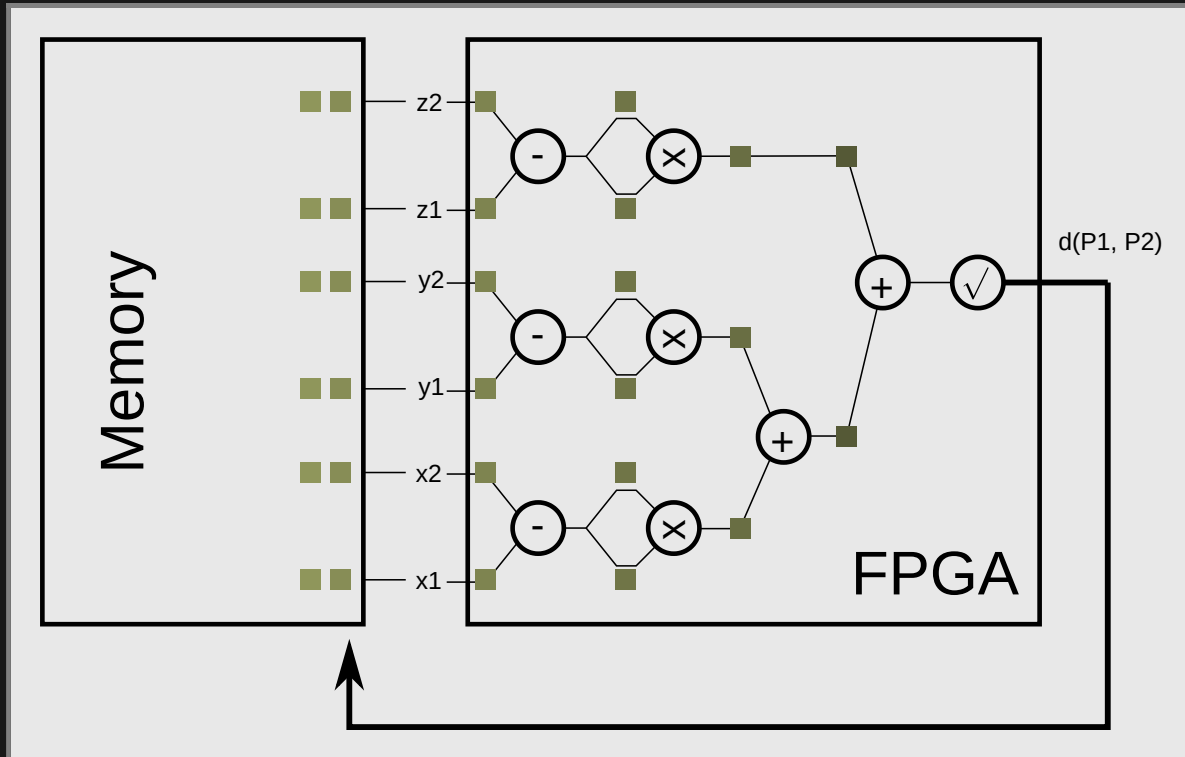 Memory
z2
z1
y2
y1
x2
x1
-
x
-
x
-
x
+
+
√
d(P1, P2)
FPGA